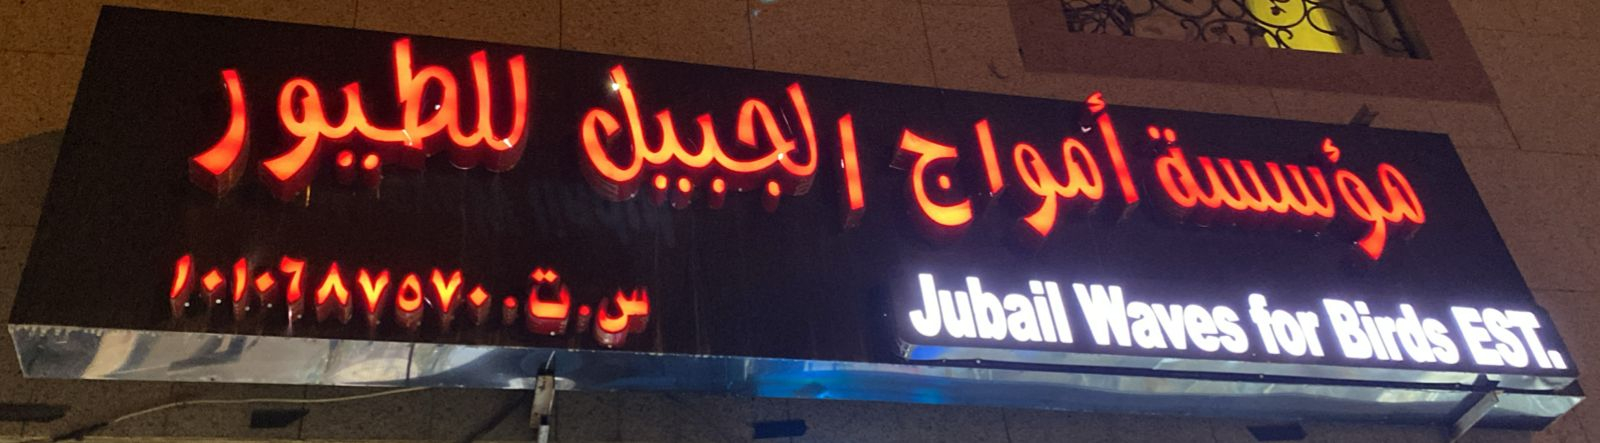 مؤسسة أمواج الجبيل للطيور
Jubail Waves for Birds EST.
س.ت. ١٠١٠٦٨٧٥٧٠